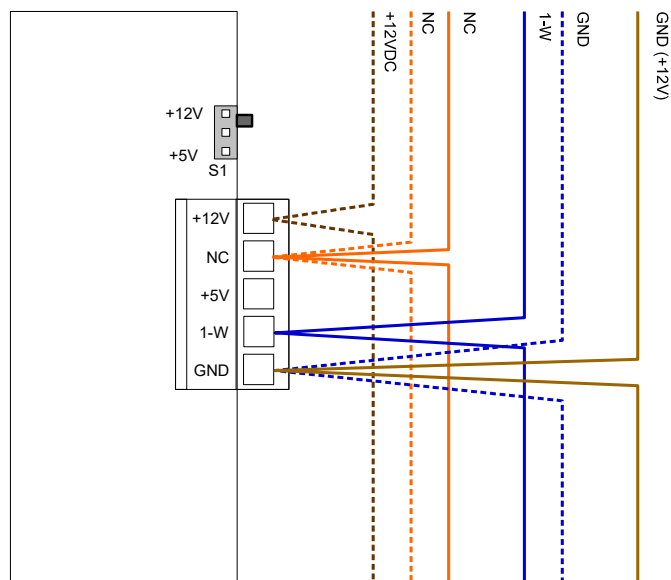 +12VDC
NC
NC
1-W
GND
GND (+12V)
+12V
+5V
S1
+12V
NC
+5V
1-W
GND